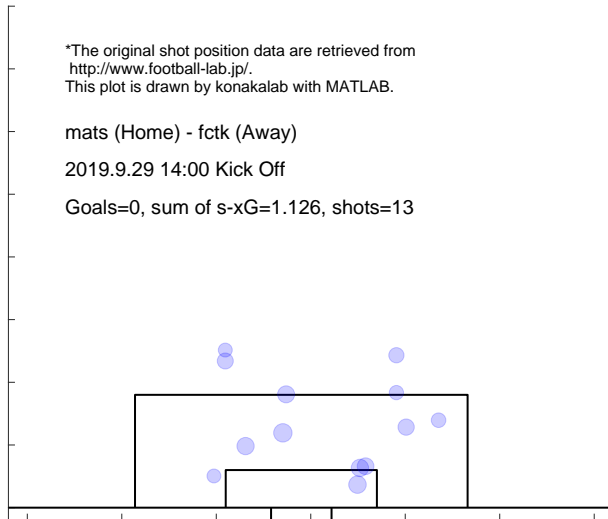 *The original shot position data are retrieved from
http://www.football-lab.jp/.
This plot is drawn by konakalab with MATLAB.
mats (Home) - fctk (Away)
2019.9.29 14:00 Kick Off
Goals=0, sum of s-xG=1.126, shots=13